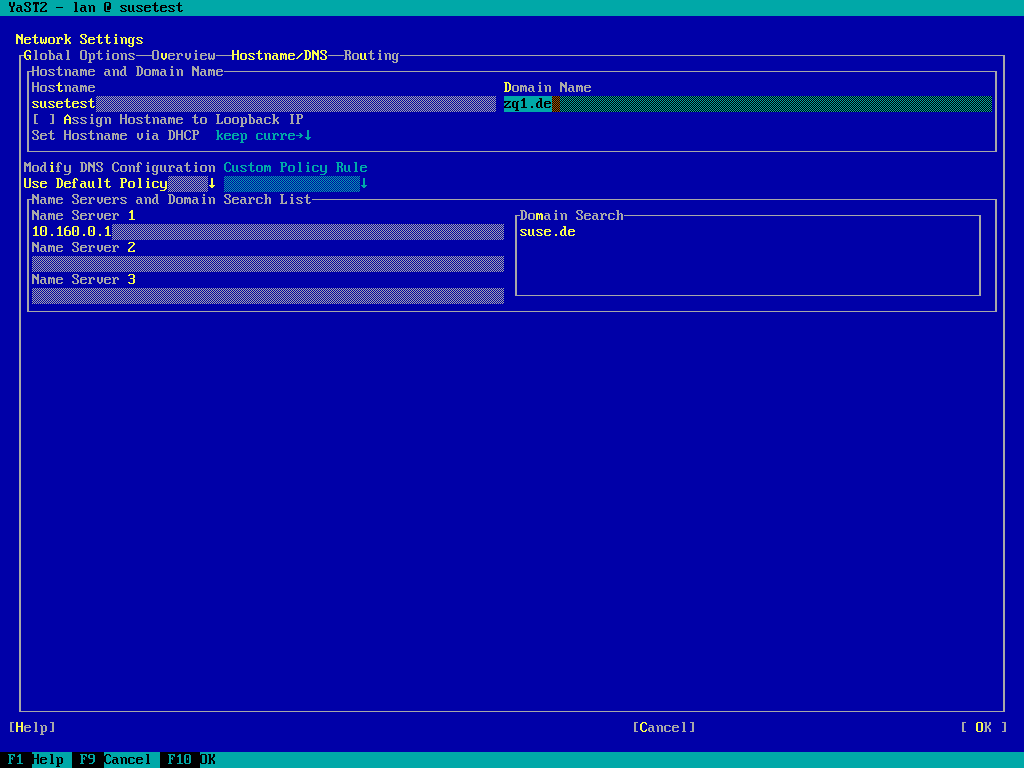 YaST2 - lan @ susetest
Network Settings
Global Options Overview Hostname/DNS Routing
Hostname and Domain Name
Hostname Domain Name
susetest zq1.de
[ ] Assign Hostname to Loopback IP
Set Hostname via DHCP keep curre→↓
Modify DNS Configuration Custom Policy Rule
Use Default Policy ↓ ↓
Name Servers and Domain Search List
Name Server 1 Domain Search
10.160.0.1 suse.de
Name Server 2
Name Server 3
[Help] [Cancel] [ OK ]
F1 Help F9 Cancel F10 OK